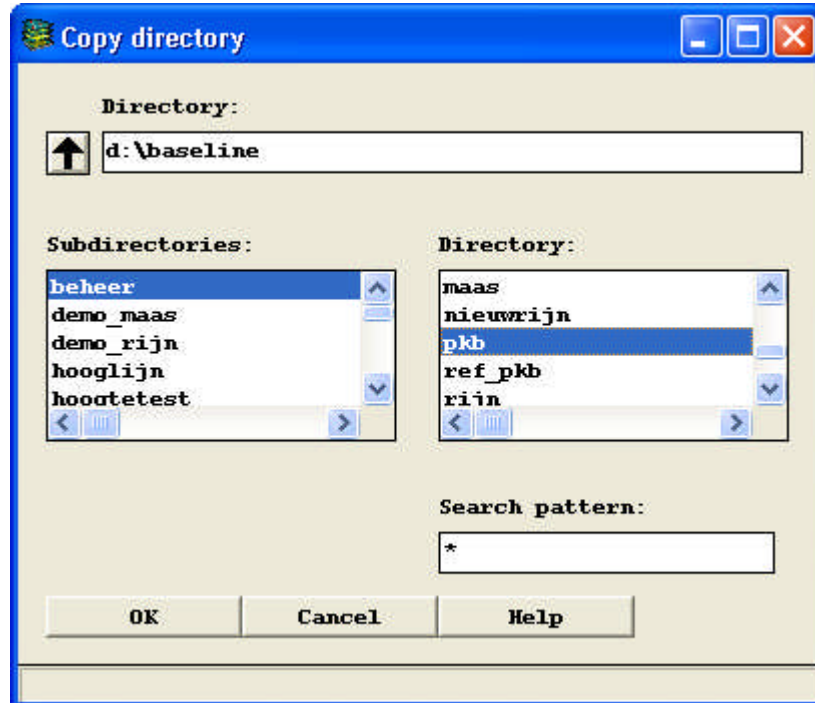 Copy directory
Directory:
d:\baseline
Subdirectories:
beheer
demo_maas
demo_rijn
hooglijn
hoogtetest
Directory:
maas
nieuwrijn
pkb
ref_pkb
rijn
Search pattern:
*
OK
Cancel
Help